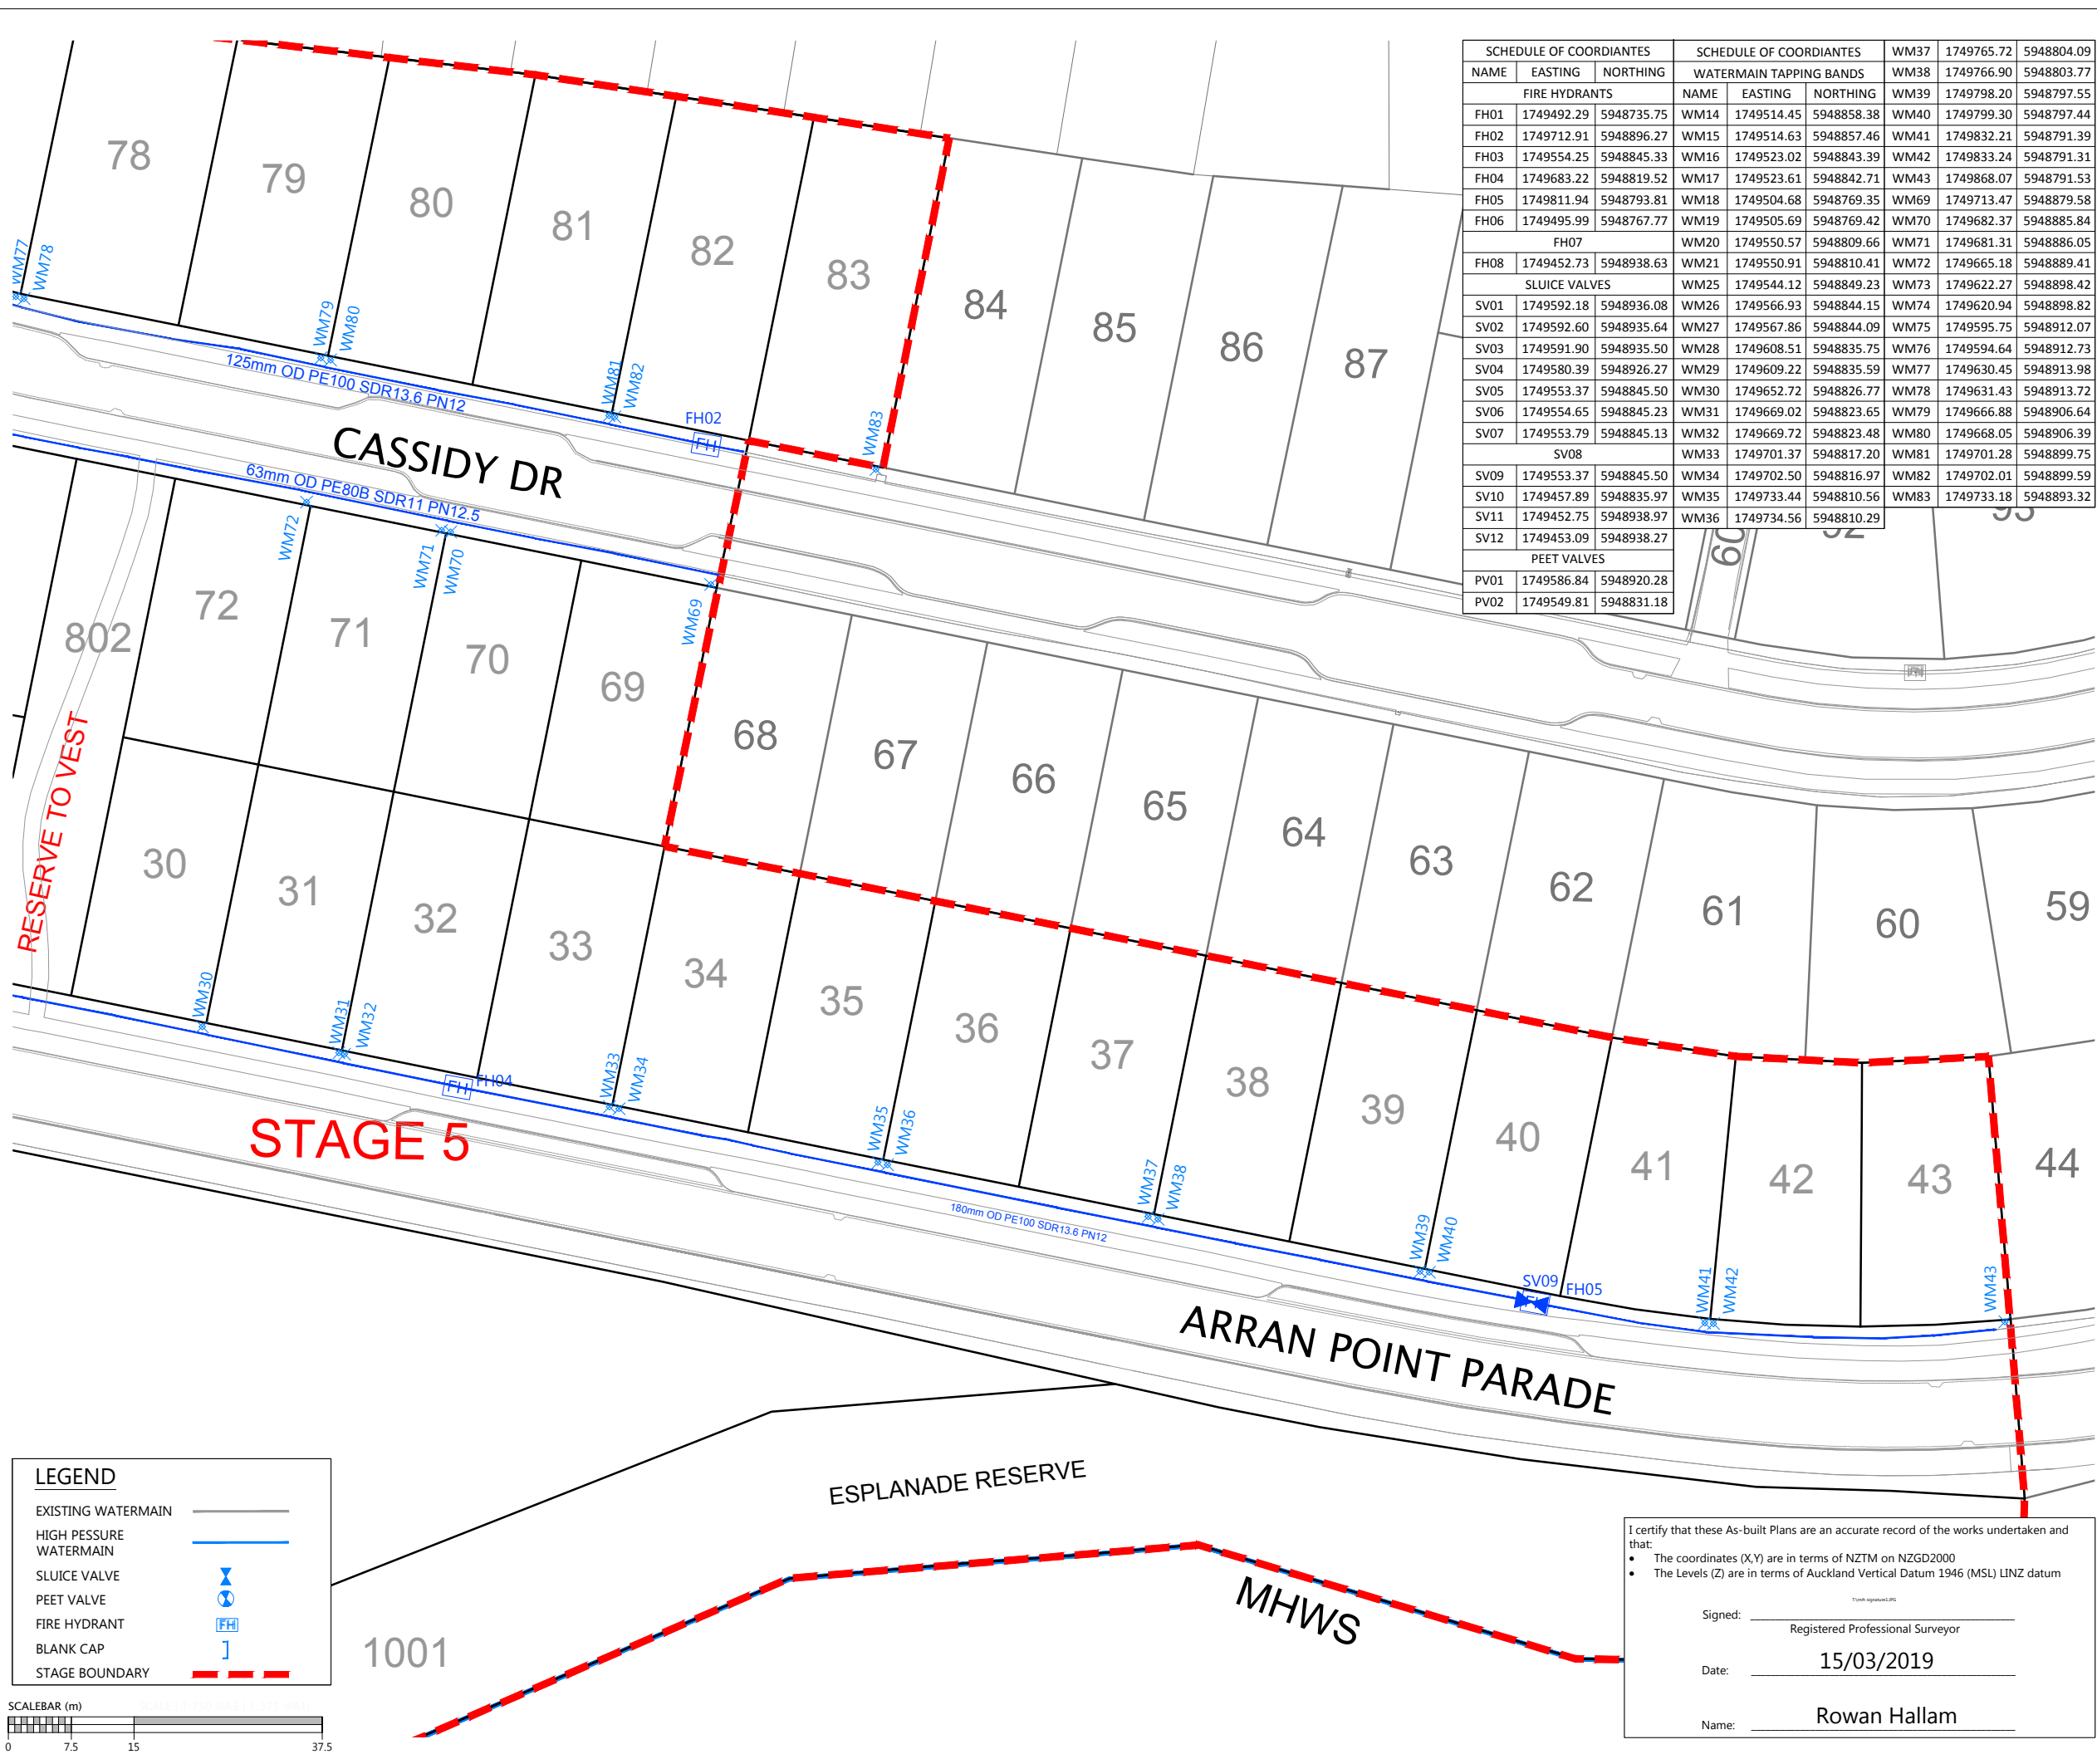 SCHEDULE OF COORDIANTES
NAME EASTING NORTHING
FIRE HYDRANTS
FH01 1749492.29 5948735.75
FH02 1749712.91 5948896.27
FH03 1749554.25 5948845.33
FH04 1749683.22 5948819.52
FH05 1749811.94 5948793.81
FH06 1749495.99 5948767.77
FH07
FH08 1749452.73 5948938.63
SLUICE VALVES
SV01 1749592.18 5948936.08
SV02 1749592.60 5948935.64
SV03 1749591.90 5948935.50
SV04 1749580.39 5948926.27
SV05 1749553.37 5948845.50
SV06 1749554.65 5948845.23
SV07 1749553.79 5948845.13
SV08
SV09 1749553.37 5948845.50
SV10 1749457.89 5948835.97
SV11 1749452.75 5948938.97
SV12 1749453.09 5948938.27
PEET VALVES
PV01 1749586.84 5948920.28
PV02 1749549.81 5948831.18
SCHEDULE OF COORDIANTES
WATERMAIN TAPPING BANDS
NAME EASTING NORTHING
WM14 1749514.45 5948858.38
WM15 1749514.63 5948857.46
WM16 1749523.02 5948843.39
WM17 1749523.61 5948842.71
WM18 1749504.68 5948769.35
WM19 1749505.69 5948769.42
WM20 1749550.57 5948809.66
WM21 1749550.91 5948810.41
WM25 1749544.12 5948849.23
WM26 1749566.93 5948844.15
WM27 1749567.86 5948844.09
WM28 1749608.51 5948835.75
WM29 1749609.22 5948835.59
WM30 1749652.72 5948826.77
WM31 1749669.02 5948823.65
WM32 1749669.72 5948823.48
WM33 1749701.37 5948817.20
WM34 1749702.50 5948816.97
WM35 1749733.44 5948810.56
WM36 1749734.56 5948810.29
WM37 1749765.72 5948804.09
WM38 1749766.90 5948803.77
WM39 1749798.20 5948797.55
WM40 1749799.30 5948797.44
WM41 1749832.21 5948791.39
WM42 1749833.24 5948791.31
WM43 1749868.07 5948791.53
WM69 1749713.47 5948879.58
WM70 1749682.37 5948885.84
WM71 1749681.31 5948886.05
WM72 1749665.18 5948889.41
WM73 1749622.27 5948898.42
WM74 1749620.94 5948898.82
WM75 1749595.75 5948912.07
WM76 1749594.64 5948912.73
WM77 1749630.45 5948913.98
WM78 1749631.43 5948913.72
WM79 1749666.88 5948906.64
WM80 1749668.05 5948906.39
WM81 1749701.28 5948899.75
WM82 1749702.01 5948899.59
WM83 1749733.18 5948893.32
78
79
80
81
82
83
84
85
86
87
60
92
93
WM77
WM78
WM79
WM80
WM81
WM82
WM83
FH02
FH
125mm OD PE100 SDR13.6 PN12
CASSIDY DR
63mm OD PE80B SDR11 PN12.5
WM72
WM71
WM70
WM69
FH
802
72
71
70
69
68
67
66
65
64
63
62
61
60
59
RESERVE TO VEST
30
31
32
33
34
35
36
37
38
39
40
41
42
43
44
WM30
WM31
WM32
WM33
WM34
WM35
WM36
WM37
WM38
WM39
WM40
WM41
WM42
WM43
FH FH04
SV09 FH05
STAGE 5
180mm OD PE100 SDR13.6 PN12
ARRAN POINT PARADE
ESPLANADE RESERVE
MHWS
1001
LEGEND
EXISTING WATERMAIN
HIGH PESSURE
WATERMAIN
SLUICE VALVE
PEET VALVE
FIRE HYDRANT FH
BLANK CAP
STAGE BOUNDARY
SCALEBAR (m)
0 7.5 15 37.5
I certify that these As-built Plans are an accurate record of the works undertaken and
that:
• The coordinates (X,Y) are in terms of NZTM on NZGD2000
• The Levels (Z) are in terms of Auckland Vertical Datum 1946 (MSL) LINZ datum
Signed:
Registered Professional Surveyor
Date: 15/03/2019
Name: Rowan Hallam